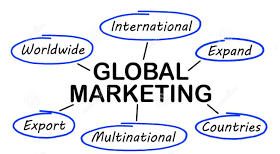 International
Worldwide
Expand
GLOBAL
MARKETING
Export
Multinational
Countries